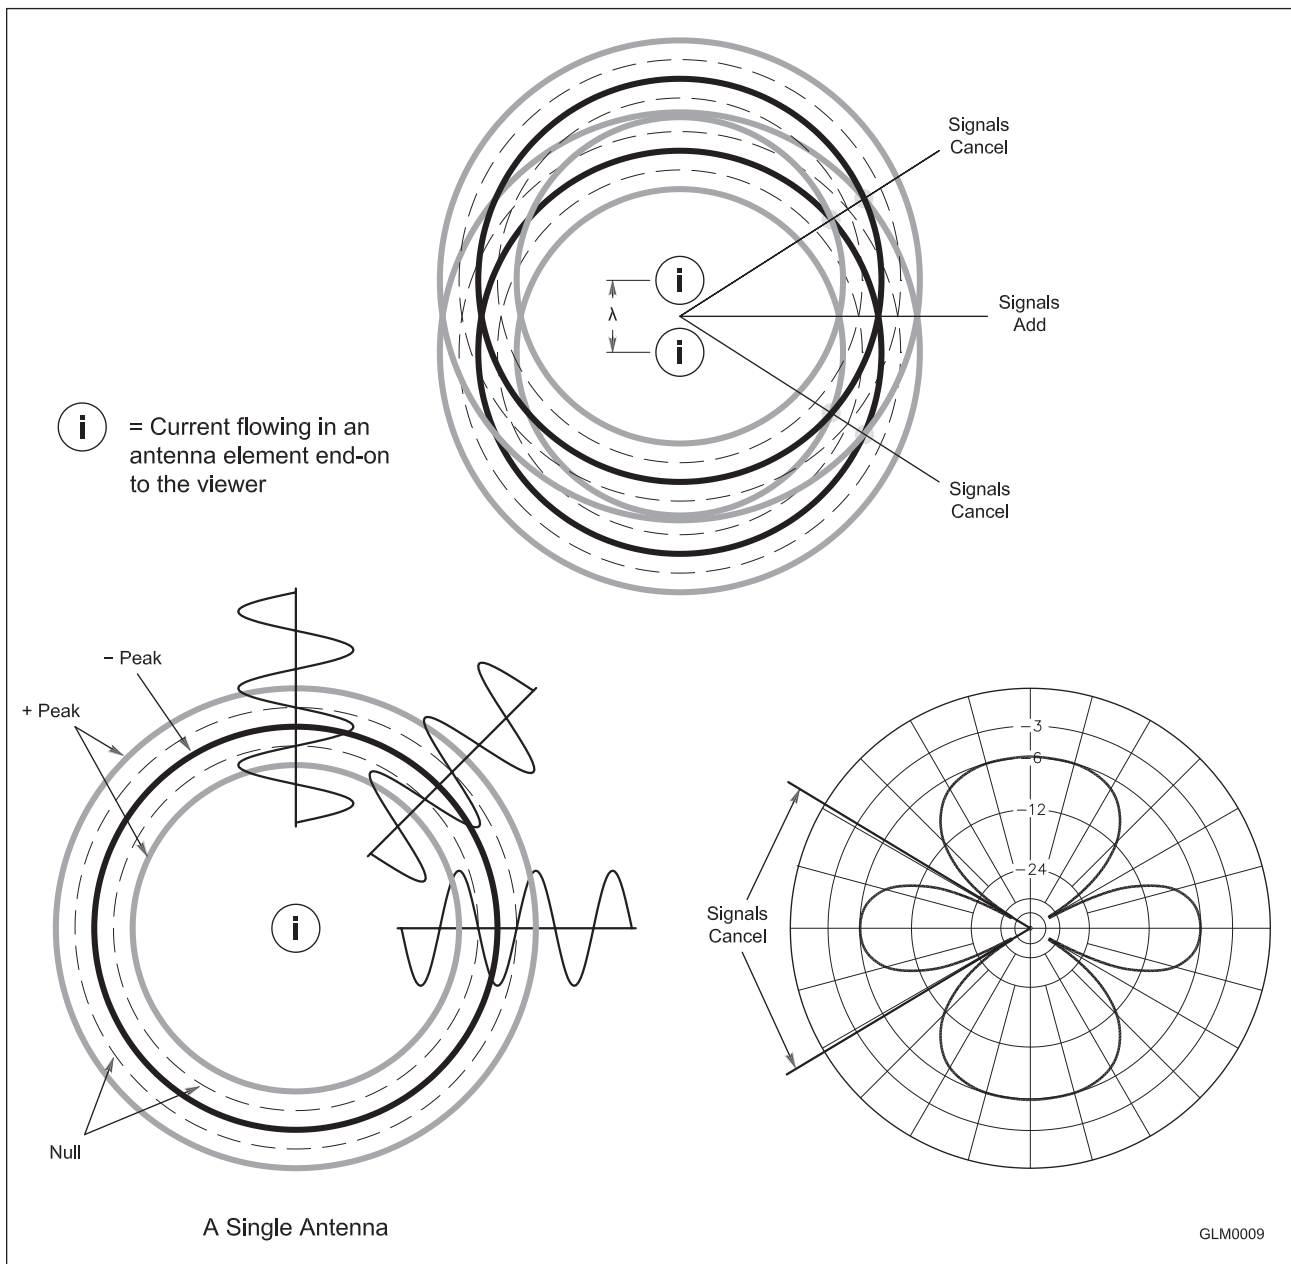 Signals
Cancel
i
Signals
Add
λ
i
i
= Current flowing in an
antenna element end-on
to the viewer
Signals
Cancel
− Peak
+ Peak
−3
−6
−12
−24
Signals
Cancel
i
Null
A Single Antenna
GLM0009